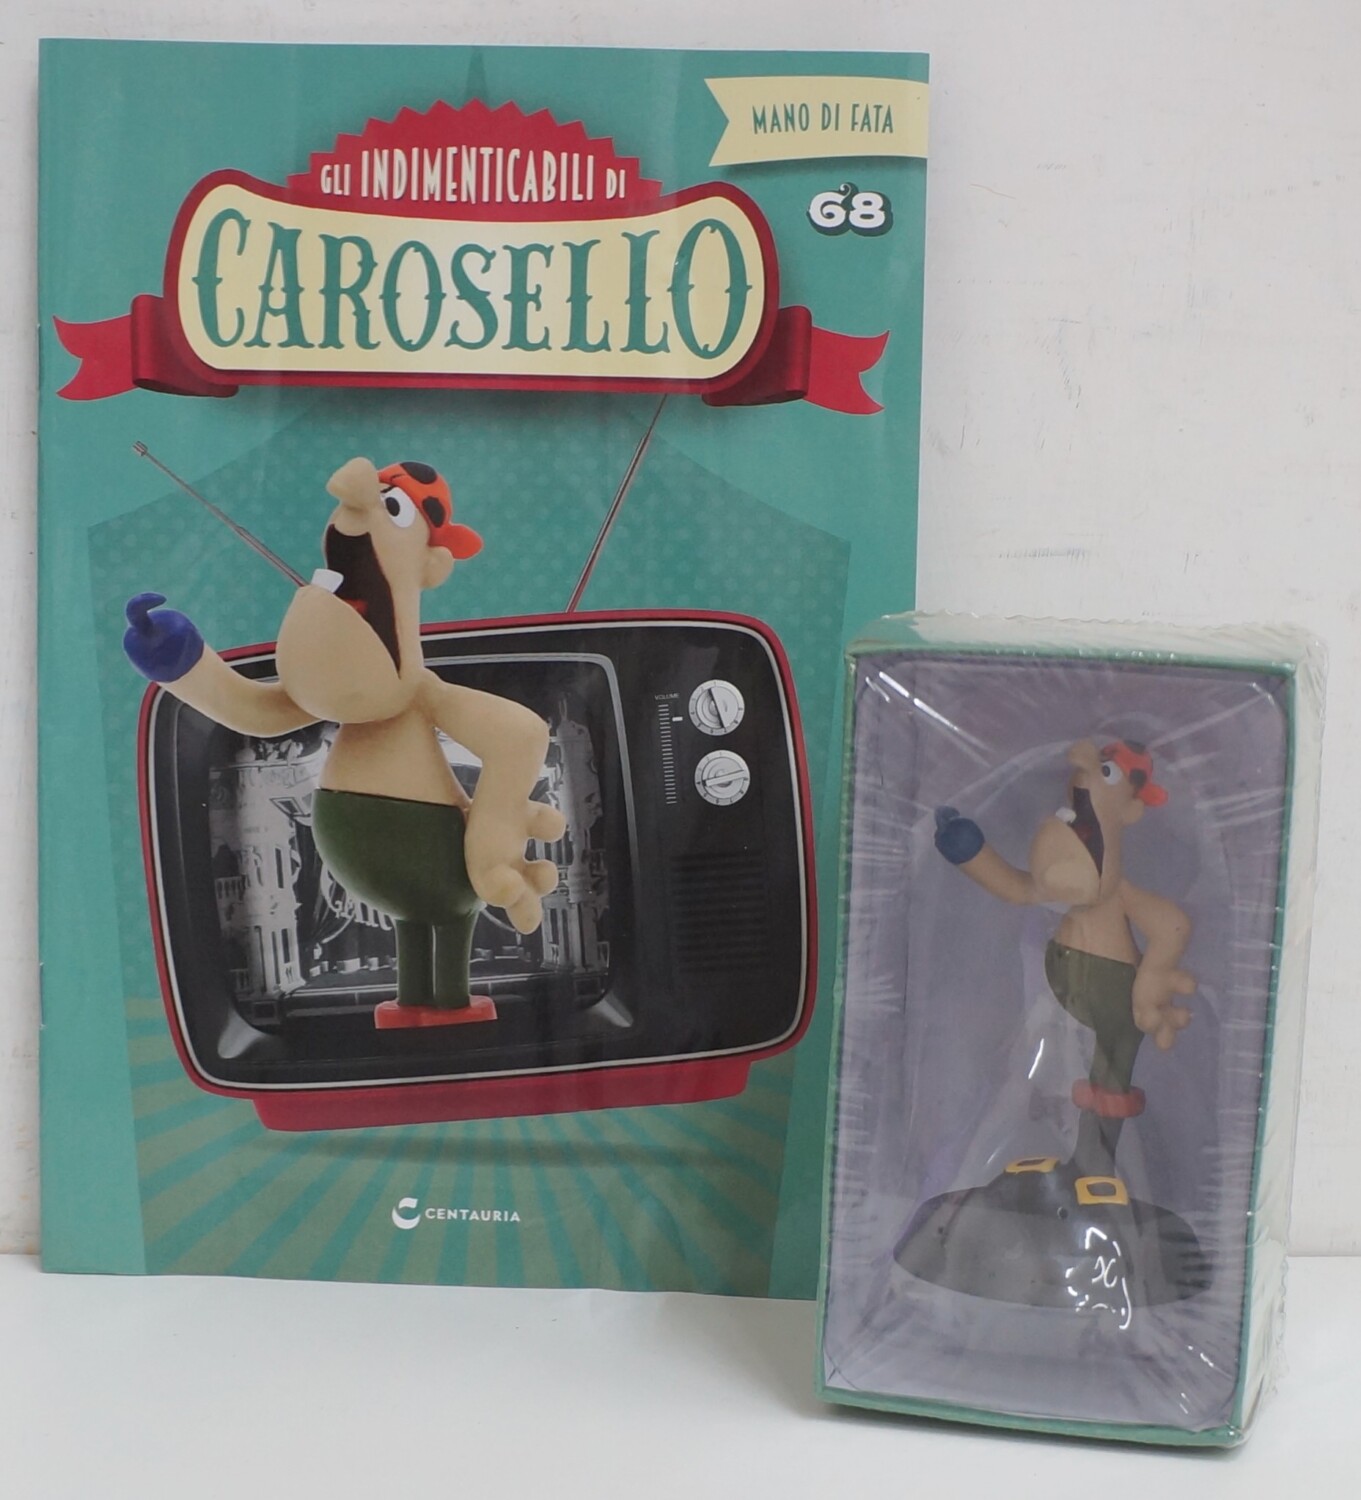 MANO DI FATA
68
GLI INDIMENTICABILI DI
CAROSELLO
VOLUME
CENTAURIA